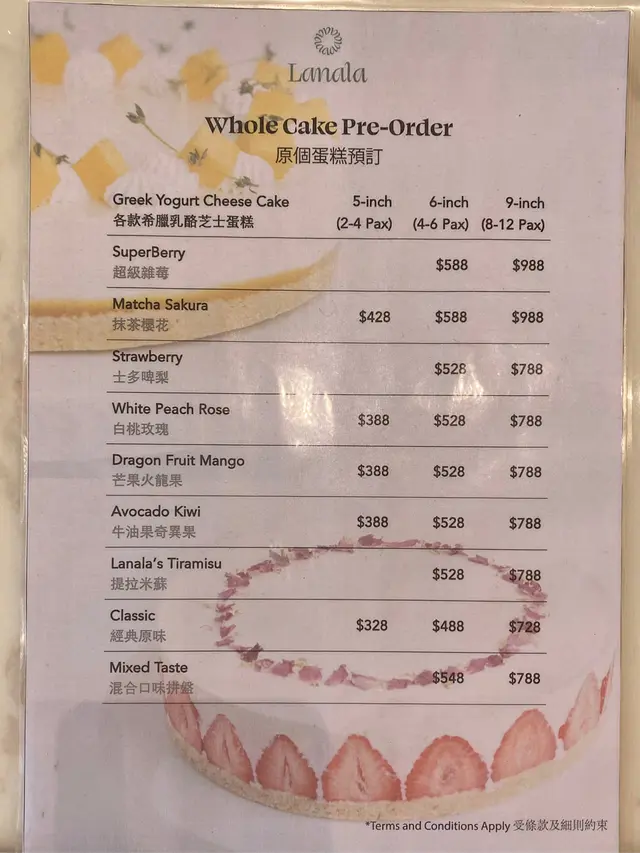 Lanala
Whole Cake Pre-Order
原個蛋糕預訂
Greek Yogurt Cheese Cake 5-inch 6-inch 9-inch
各款希臘乳酪芝士蛋糕 (2-4 Pax) (4-6 Pax) (8-12 Pax)
SuperBerry
超級雜莓 $588 $988
Matcha Sakura
抹茶櫻花 $428 $588 $988
Strawberry
士多啤梨 $528 $788
White Peach Rose
白桃玫瑰 $388 $528 $788
Dragon Fruit Mango
芒果火龍果 $388 $528 $788
Avocado Kiwi
牛油果奇異果 $388 $528 $788
Lanala's Tiramisu
提拉米蘇 $528 $788
Classic
經典原味 $328 $488 $728
Mixed Taste
混合口味拼盤 $548 $788
*Terms and Conditions Apply 受條款及細則約束